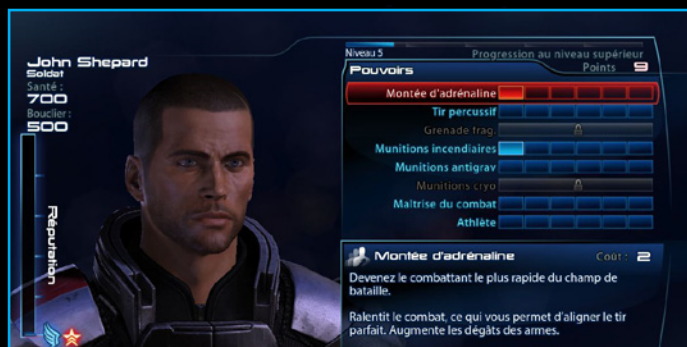 John Shepard
Soldat
Santé :
700
Bouclier :
500
Réputation
Niveau 5
Progression au niveau supérieur
Pouvoirs
Points 9
Montée d'adrénaline
Tir percussif
Grenade frag.
Munitions incendiaires
Munitions antigrav
Munitions cryo
Maîtrise du combat
Athlète
Montée d'adrénaline
Coût : 2
Devenez le combattant le plus rapide du champ de
bataille.
Ralentit le combat, ce qui vous permet d'aligner le tir
parfait. Augmente les dégâts des armes.